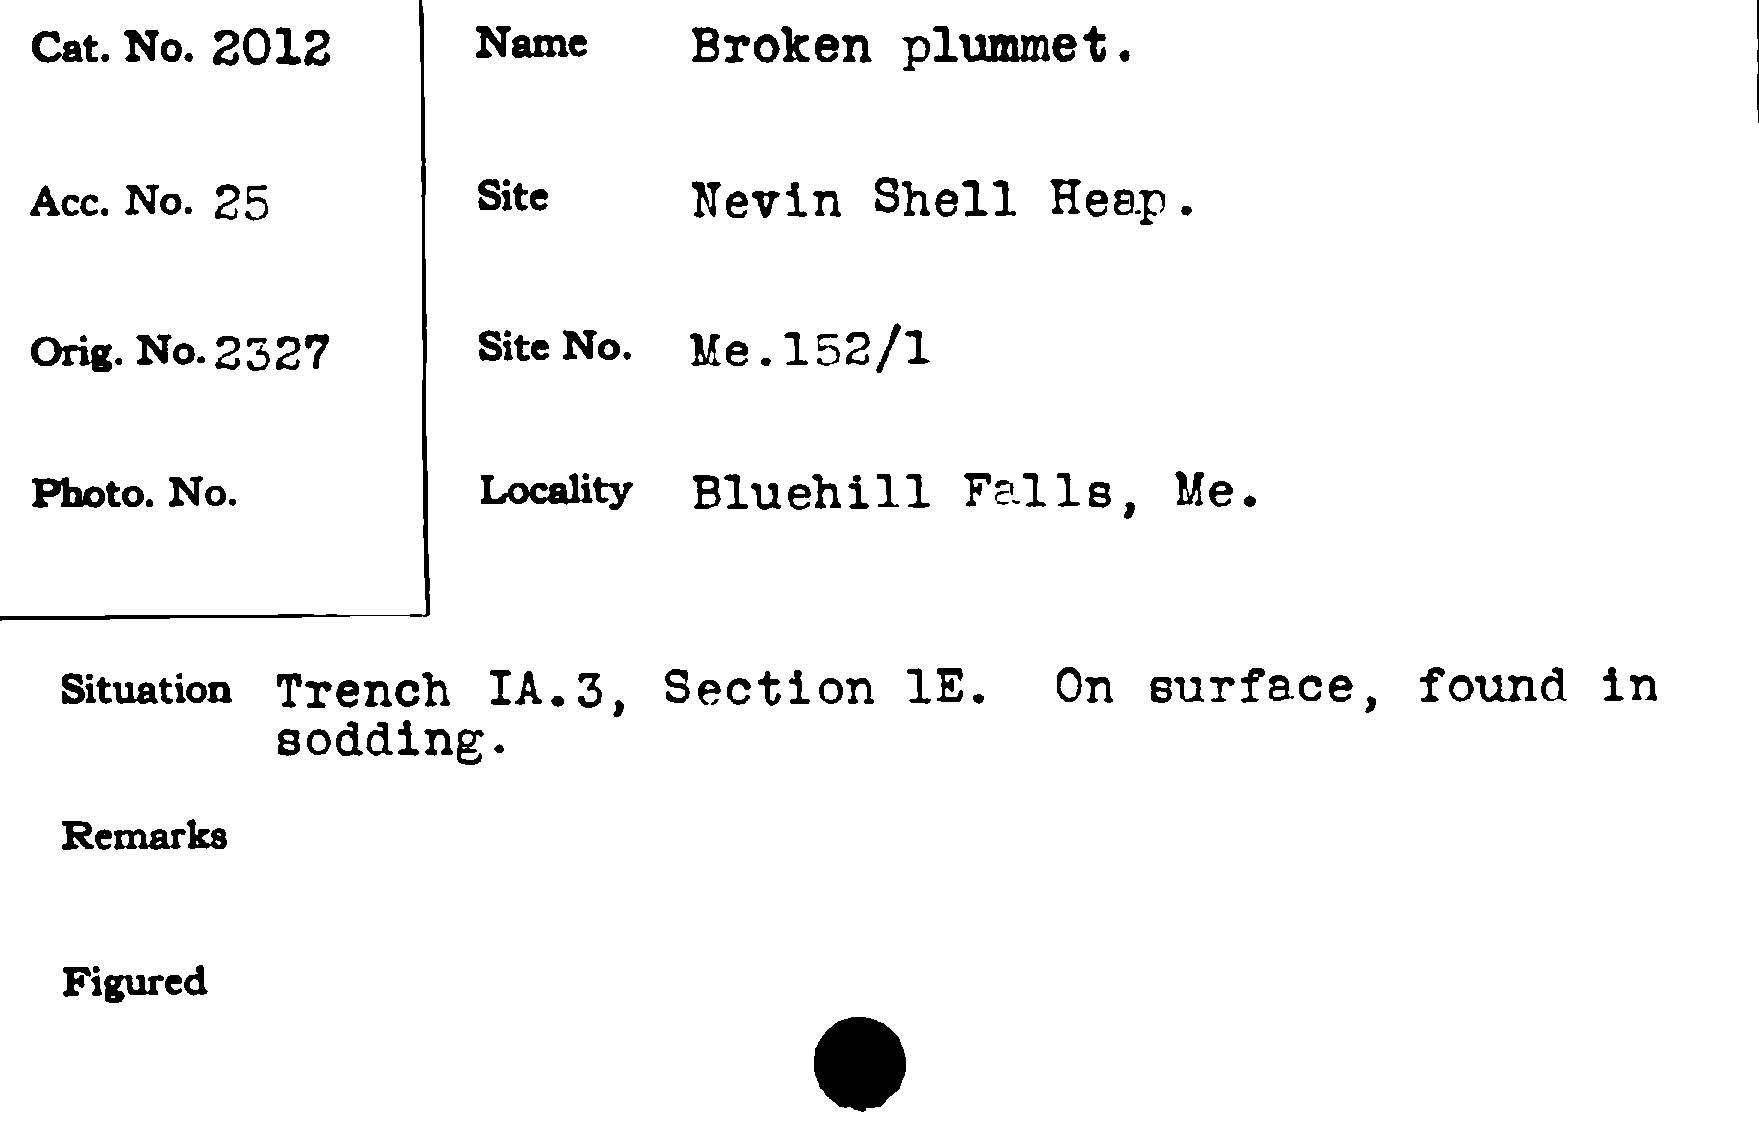 Cat. No. 2012
Name Broken plummet.
Acc. No. 25
Site Nevin Shell Heap.
Orig. No. 2327
Site No. Me.152/1
Photo. No.
Locality Bluehill Falls, Me.
Situation Trench IA.3, Section 1E. On surface, found in
sodding.
Remarks
Figured